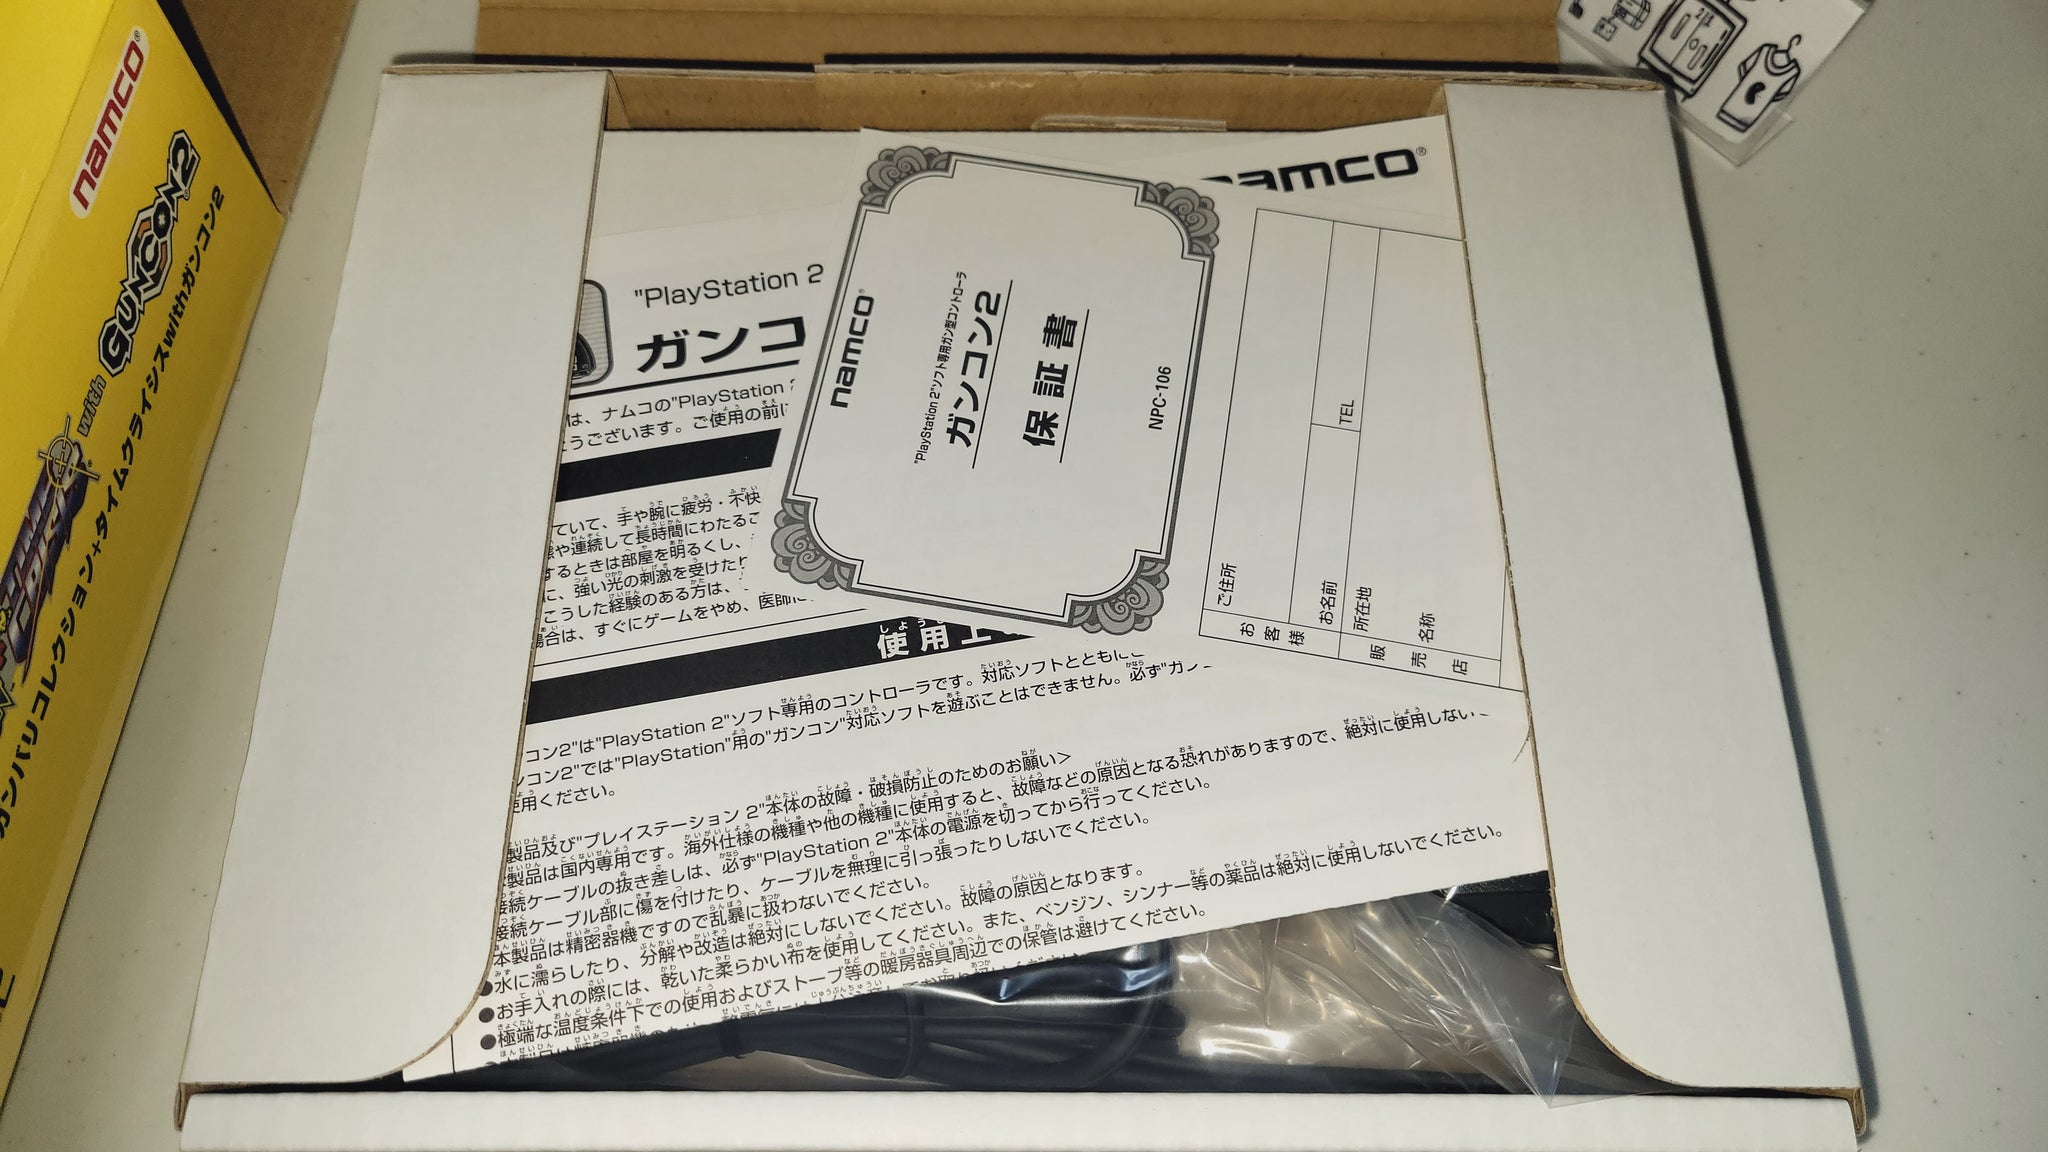 namco®
GUNCON2
with
ガンバリコレクション+タイムクライシスwithガンコン2
namco®
"PlayStation 2
ガンコ
は、ナムコの"PlayStation 2
うございます。ご使用の前に
ていて、手や腕に疲労・不快
や連続して長時間にわたるこ
するときは部屋を明るくし、
に、強い光の刺激を受けたり
こうした経験のある方は、
場合は、すぐにゲームをやめ、医師に
使用上
コン2"は"PlayStation 2"ソフト専用のコントローラです。対応ソフトとともに
コン2"では"PlayStation"用の"ガンコン"対応ソフトを遊ぶことはできません。必ず"ガン
使用ください。
製品及び"プレイステーション 2"本体の故障・破損防止のためのお願い>
製品は国内専用です。海外仕様の機種や他の機種に使用すると、故障などの原因となる恐れがありますので、絶対に使用しない
接続ケーブルの抜き差しは、必ず"PlayStation 2"本体の電源を切ってから行ってください。
接続ケーブル部に傷を付けたり、ケーブルを無理に引っ張ったりしないでください。
本製品は精密器機ですので乱暴に扱わないでください。
●水に濡らしたり、分解や改造は絶対にしないでください。故障の原因となります。
●お手入れの際には、乾いた柔らかい布を使用してください。また、ベンジン、シンナー等の薬品は絶対に使用しないでください。
●極端な温度条件下での使用およびストーブ等の暖房器具周辺での保管は避けてください。
namco®
"PlayStation 2"ソフト専用ガン型コントローラ
ガンコン2
保証書
NPC-106
お客様
ご住所
お名前
TEL
販売店
所在地
名称